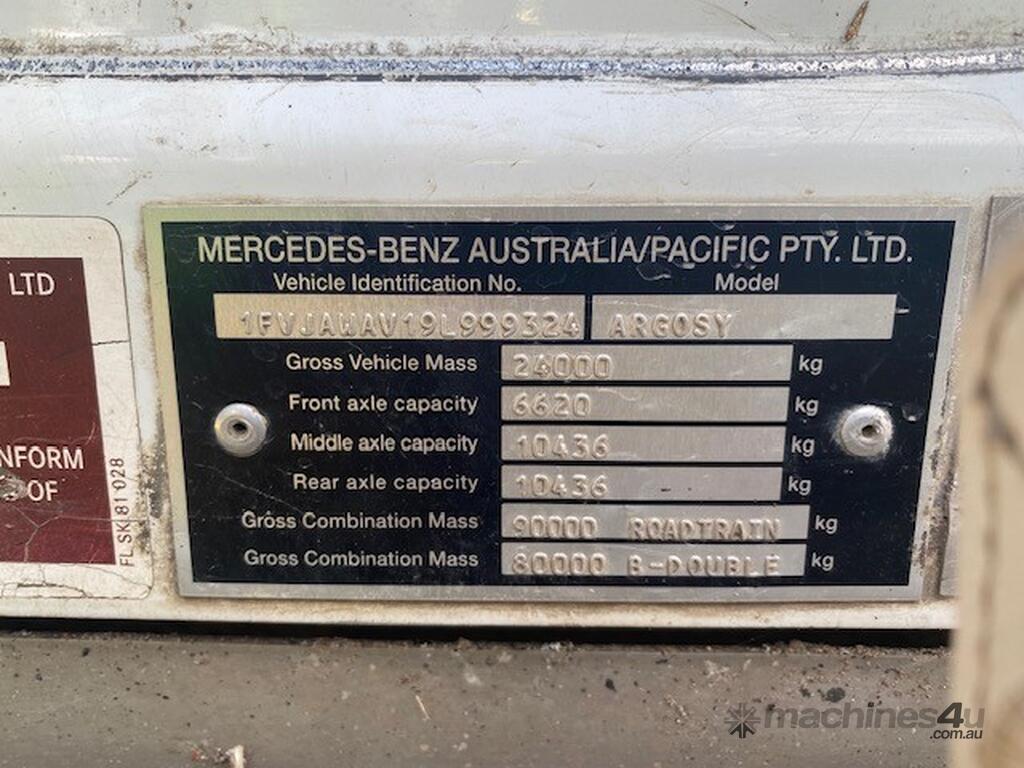 MERCEDES-BENZ AUSTRALIA/PACIFIC PTY. LTD.
Vehicle Identification No. Model
1FVJAWAV19L999324 ARGOSY
Gross Vehicle Mass 24000 kg
Front axle capacity 6620 kg
Middle axle capacity 10436 kg
Rear axle capacity 10436 kg
Gross Combination Mass 90000 ROADTRAIN kg
Gross Combination Mass 80000 B-DOUBLE kg
LTD
NFORM
OF
FL SK 81 028
machines4u
.com.au